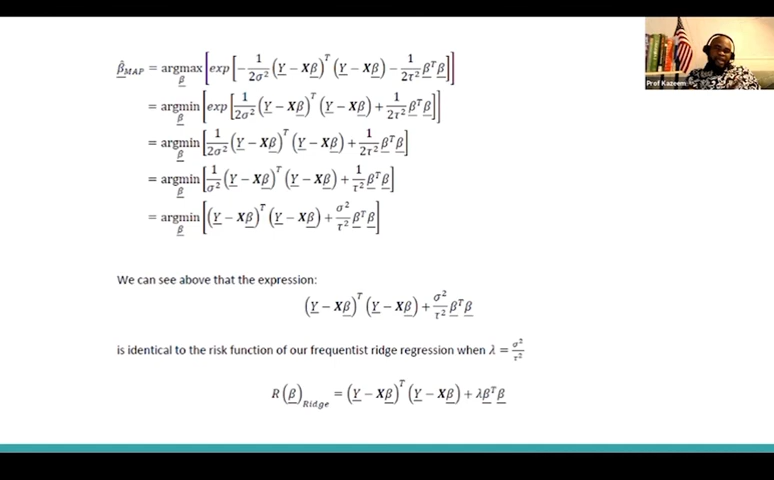 β̂_MAP = argmax_β [exp[−1/2σ² (Y − Xβ)ᵀ (Y − Xβ) − 1/2τ² βᵀβ]]
= argmin_β [exp[1/2σ² (Y − Xβ)ᵀ (Y − Xβ) + 1/2τ² βᵀβ]]
= argmin_β [1/2σ² (Y − Xβ)ᵀ (Y − Xβ) + 1/2τ² βᵀβ]
= argmin_β [1/σ² (Y − Xβ)ᵀ (Y − Xβ) + 1/τ² βᵀβ]
= argmin_β [(Y − Xβ)ᵀ (Y − Xβ) + σ²/τ² βᵀβ]
We can see above that the expression:
(Y − Xβ)ᵀ (Y − Xβ) + σ²/τ² βᵀβ
is identical to the risk function of our frequentist ridge regression when λ = σ²/τ²
R(β)_Ridge = (Y − Xβ)ᵀ (Y − Xβ) + λβᵀβ
Prof Kazeem